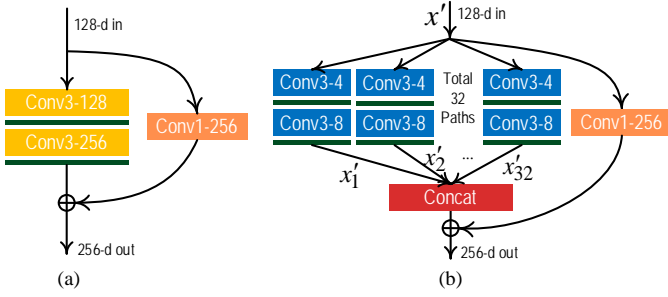 128-d in
Conv3-128
Conv3-256
Conv1-256
256-d out
(a)
x′
128-d in
Conv3-4
Conv3-4
Total
32
Paths
Conv3-4
Conv3-8
Conv3-8
Conv3-8
Conv1-256
x′1
x′2
...
x′32
Concat
256-d out
(b)